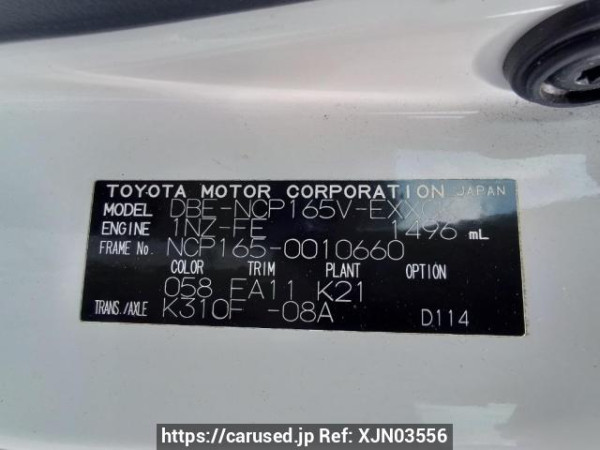 TOYOTA MOTOR CORPORATION JAPAN
MODEL DBE-NCP165V-EXX
ENGINE 1NZ-FE 1496 mL
FRAME No NCP165-0010660
COLOR TRIM PLANT OPTION
058 FA11 K21
TRANS./AXLE K310F -08A D114
https://carused.jp Ref: XJN03556